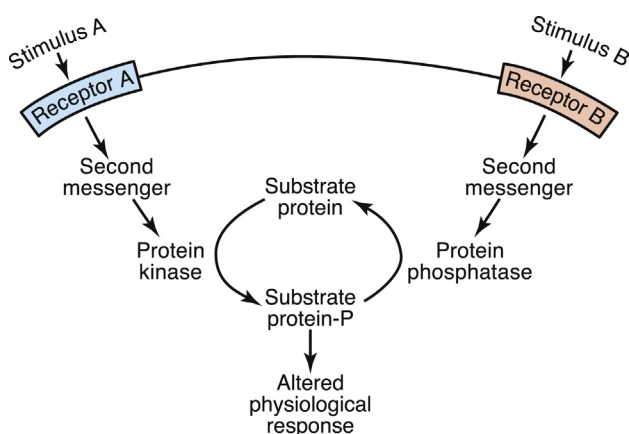 Stimulus A
Receptor A
Second
messenger
Protein
kinase
Substrate
protein
Substrate
protein-P
Altered
physiological
response
Stimulus B
Receptor B
Second
messenger
Protein
phosphatase